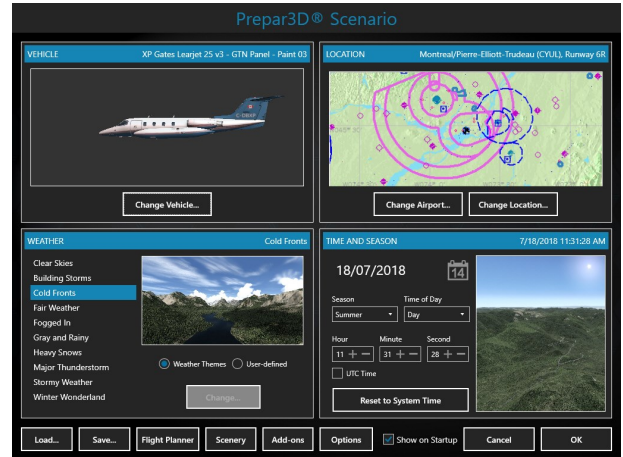 Prepar3D® Scenario
VEHICLE
XP Gates Learjet 25 v3 - GTN Panel - Paint 03
Change Vehicle...
LOCATION
Montreal/Pierre-Elliott-Trudeau (CYUL), Runway 6R
Change Airport...
Change Location...
WEATHER
Cold Fronts
Clear Skies
Building Storms
Cold Fronts
Fair Weather
Fogged In
Gray and Rainy
Heavy Snows
Major Thunderstorm
Stormy Weather
Winter Wonderland
Weather Themes
User-defined
Change...
TIME AND SEASON
7/18/2018 11:31:28 AM
18/07/2018
14
Season
Time of Day
Summer
Day
Hour
Minute
Second
11 + −
31 + −
28 + −
UTC Time
Reset to System Time
Load...
Save...
Flight Planner
Scenery
Add-ons
Options
Show on Startup
Cancel
OK